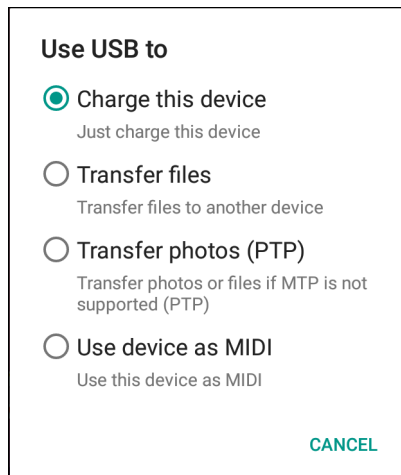 Use USB to
Charge this device
Just charge this device
Transfer files
Transfer files to another device
Transfer photos (PTP)
Transfer photos or files if MTP is not
supported (PTP)
Use device as MIDI
Use this device as MIDI
CANCEL